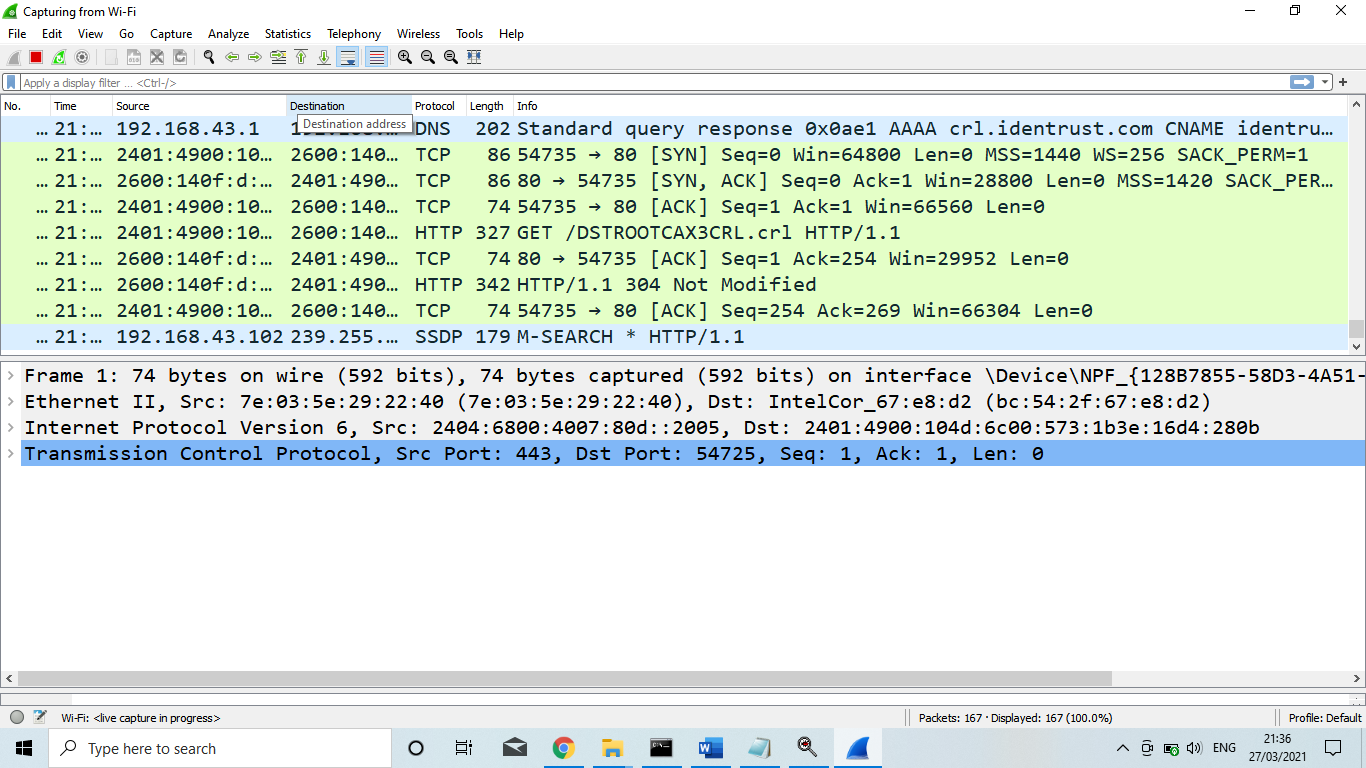 Capturing from Wi-Fi
File Edit View Go Capture Analyze Statistics Telephony Wireless Tools Help
Apply a display filter ... <Ctrl-/>
No. Time Source Destination Protocol Length Info
... 21:... 192.168.43.1 DNS 202 Standard query response 0x0ae1 AAAA crl.identrust.com CNAME identru...
Destination address
... 21:... 2401:4900:10... 2600:140... TCP 86 54735 → 80 [SYN] Seq=0 Win=64800 Len=0 MSS=1440 WS=256 SACK_PERM=1
... 21:... 2600:140f:d:... 2401:490... TCP 86 80 → 54735 [SYN, ACK] Seq=0 Ack=1 Win=28800 Len=0 MSS=1420 SACK_PER...
... 21:... 2401:4900:10... 2600:140... TCP 74 54735 → 80 [ACK] Seq=1 Ack=1 Win=66560 Len=0
... 21:... 2401:4900:10... 2600:140... HTTP 327 GET /DSTROOTCAX3CRL.crl HTTP/1.1
... 21:... 2600:140f:d:... 2401:490... TCP 74 80 → 54735 [ACK] Seq=1 Ack=254 Win=29952 Len=0
... 21:... 2600:140f:d:... 2401:490... HTTP 342 HTTP/1.1 304 Not Modified
... 21:... 2401:4900:10... 2600:140... TCP 74 54735 → 80 [ACK] Seq=254 Ack=269 Win=66304 Len=0
... 21:... 192.168.43.102 239.255.... SSDP 179 M-SEARCH * HTTP/1.1
Frame 1: 74 bytes on wire (592 bits), 74 bytes captured (592 bits) on interface \Device\NPF_{128B7855-58D3-4A51-
Ethernet II, Src: 7e:03:5e:29:22:40 (7e:03:5e:29:22:40), Dst: IntelCor_67:e8:d2 (bc:54:2f:67:e8:d2)
Internet Protocol Version 6, Src: 2404:6800:4007:80d::2005, Dst: 2401:4900:104d:6c00:573:1b3e:16d4:280b
Transmission Control Protocol, Src Port: 443, Dst Port: 54725, Seq: 1, Ack: 1, Len: 0
Wi-Fi: <live capture in progress> Packets: 167 · Displayed: 167 (100.0%) Profile: Default
Type here to search ENG 21:36
27/03/2021